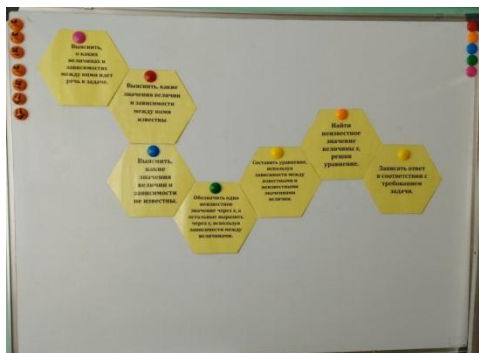 Выяснить,
о каких
величинах и
зависимостях
между ними идет
речь в задаче.
Выяснить, какие
значения величин
и зависимости
между ними
известны
Выяснить,
какие
значения
величин и
зависимости
не известны.
Обозначить одно
неизвестное
значение через х, а
остальные выразить
через х, используя
зависимости между
величинами.
Составить уравнение,
используя
зависимости между
известными и
неизвестными
значениями
величин.
Найти
неизвестное
значение
величины х,
решив
уравнение.
Записать ответ
в соответствии с
требованием
задачи.